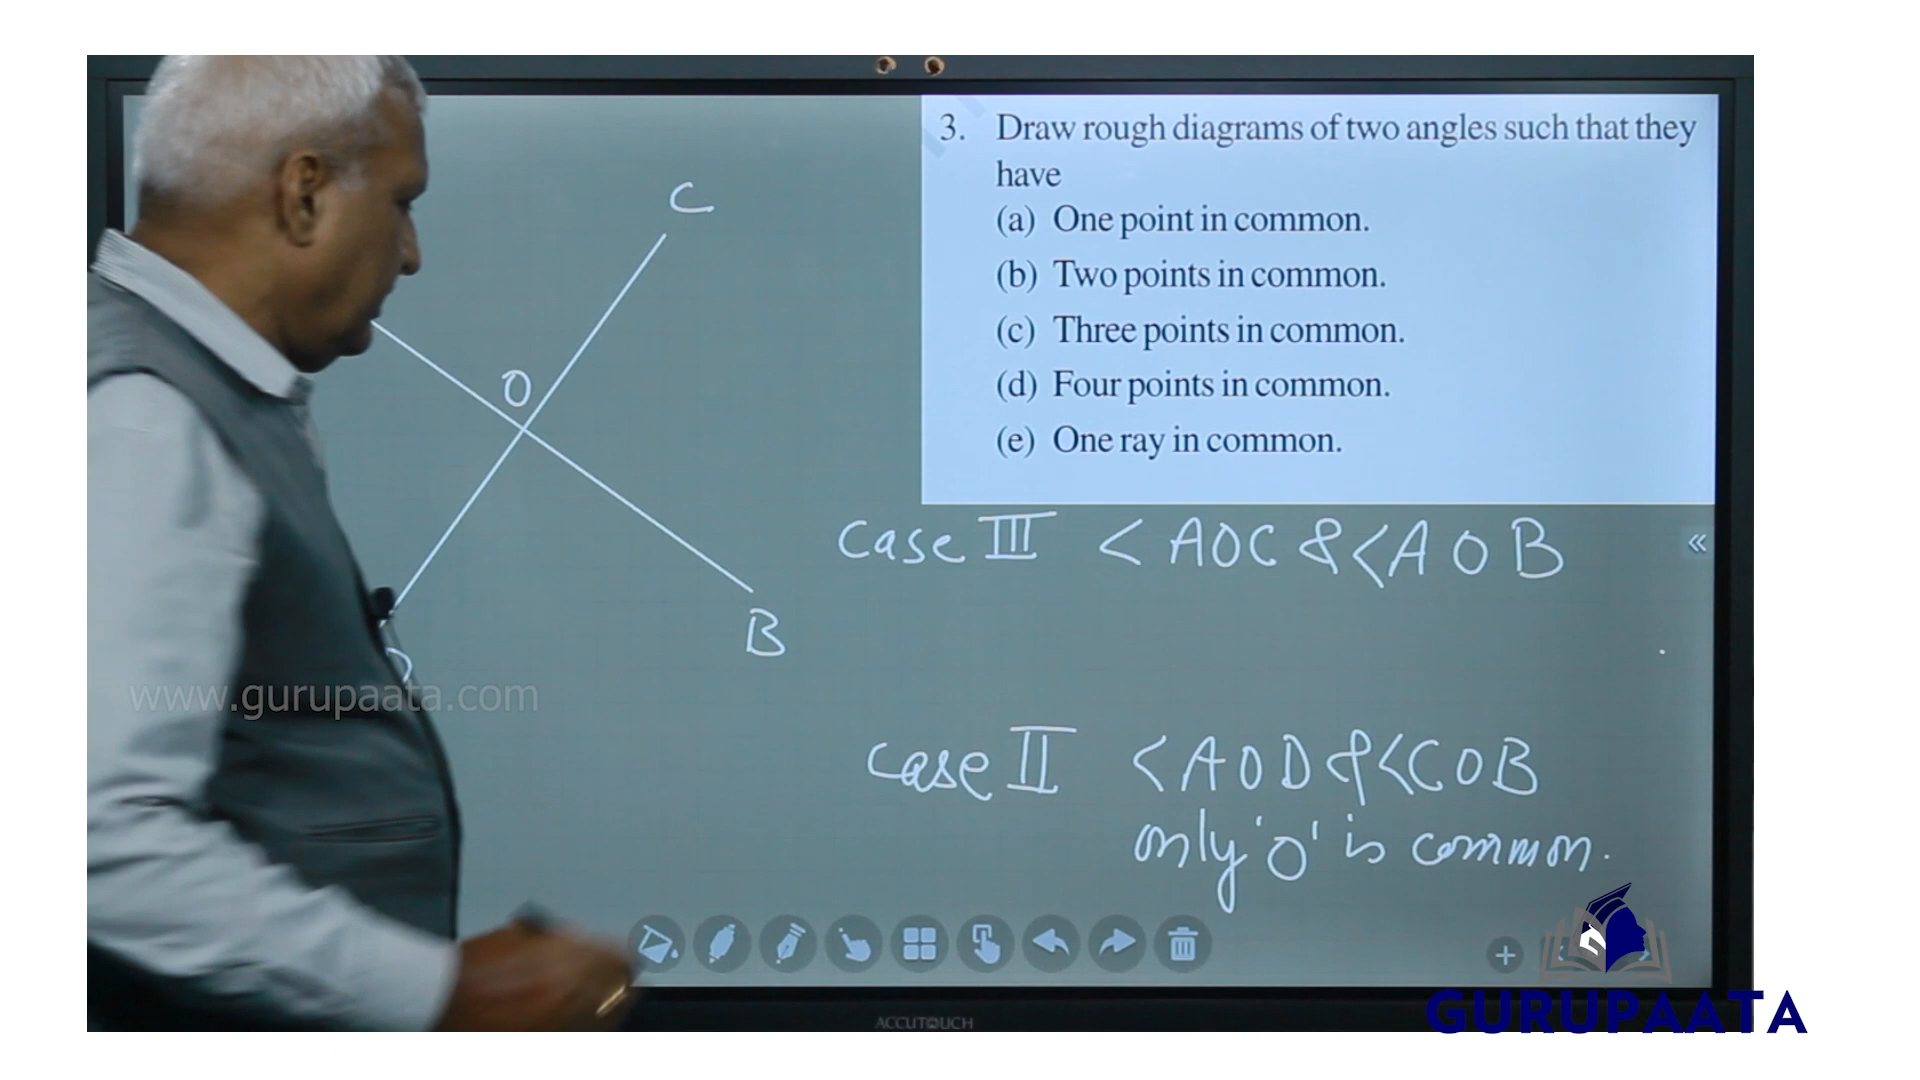 3. Draw rough diagrams of two angles such that they
have
(a) One point in common.
(b) Two points in common.
(c) Three points in common.
(d) Four points in common.
(e) One ray in common.
C
O
B
D
case III < AOC & < A O B
case II < AOD & < COB
only 'O' is common.
www.gurupaata.com
ACCUTOUCH
GURUPAATA